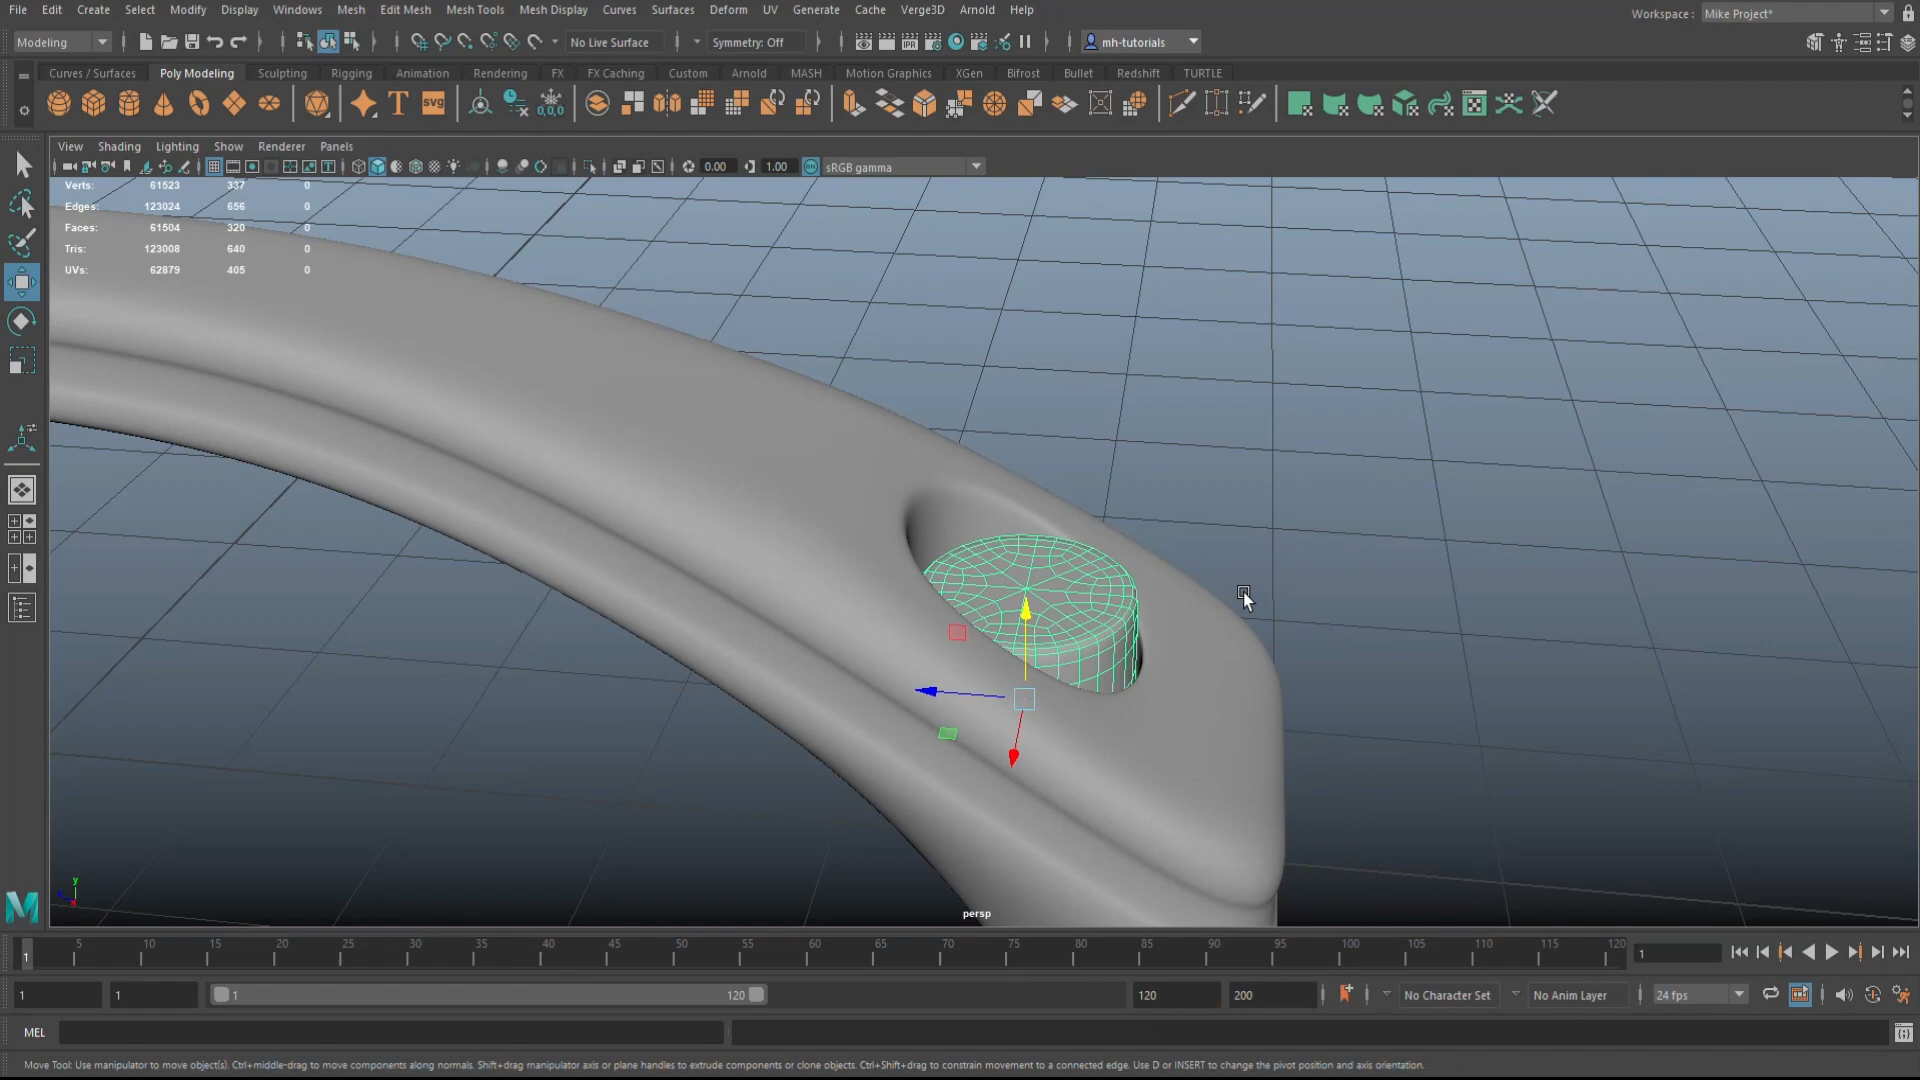 File Edit Create Select Modify Display Windows Mesh Edit Mesh Mesh Tools Mesh Display Curves Surfaces Deform UV Generate Cache Verge3D Arnold Help Workspace : Mike Project*
Modeling No Live Surface Symmetry: Off IPR mh-tutorials
Curves / Surfaces Poly Modeling Sculpting Rigging Animation Rendering FX FX Caching Custom Arnold MASH Motion Graphics XGen Bifrost Bullet Redshift TURTLE
T svg 0,0,0
View Shading Lighting Show Renderer Panels
0.00 1.00 sRGB gamma
Verts: 61523 337 0
Edges: 123024 656 0
Faces: 61504 320 0
Tris: 123008 640 0
UVs: 62879 405 0
y
persp
5 10 15 20 25 30 35 40 45 50 55 60 65 70 75 80 85 90 95 100 105 110 115 120
1 1
1 1 1 120 120 200 No Character Set No Anim Layer 24 fps
MEL
Move Tool: Use manipulator to move object(s). Ctrl+middle-drag to move components along normals. Shift+drag manipulator axis or plane handles to extrude components or clone objects. Ctrl+Shift+drag to constrain movement to a connected edge. Use D or INSERT to change the pivot position and axis orientation.